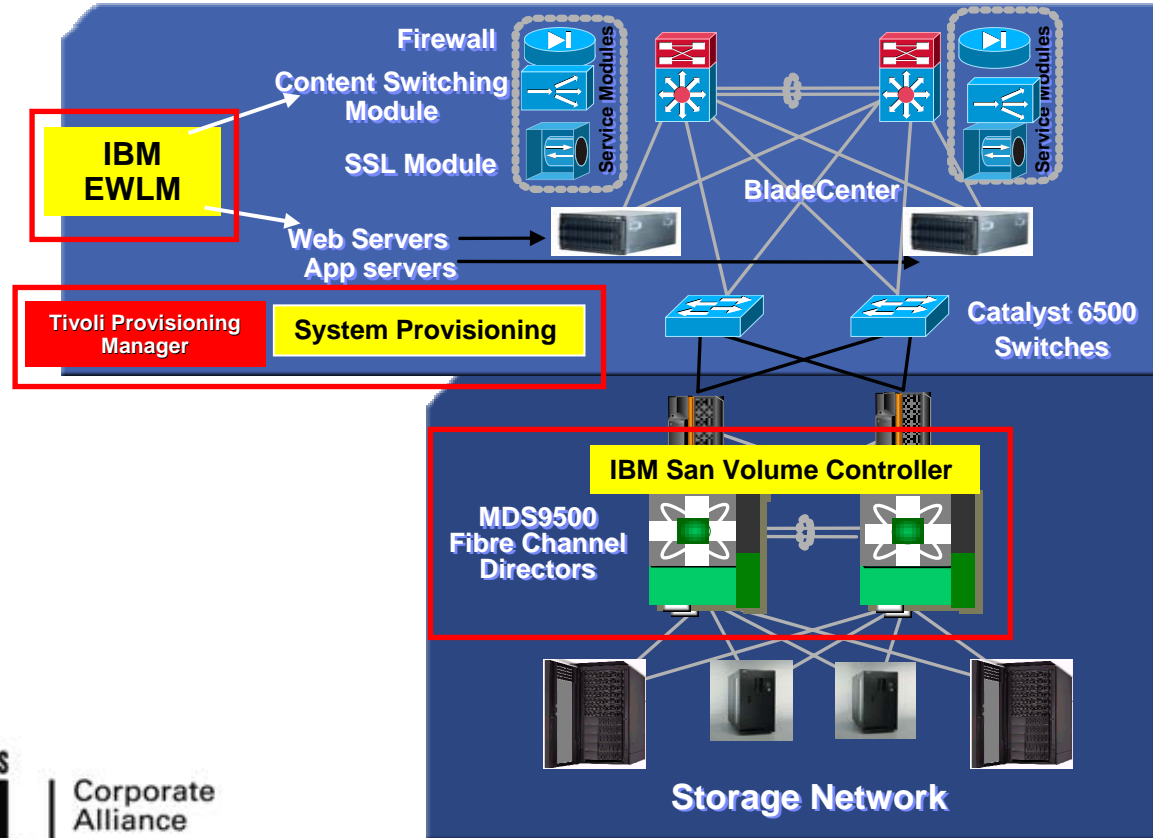 Firewall
Content Switching
Module
SSL Module
Service Modules
Service Modules
IBM
EWLM
BladeCenter
Web Servers
App servers
Tivoli Provisioning
Manager
System Provisioning
Catalyst 6500
Switches
IBM San Volume Controller
MDS9500
Fibre Channel
Directors
Storage Network
Corporate
Alliance